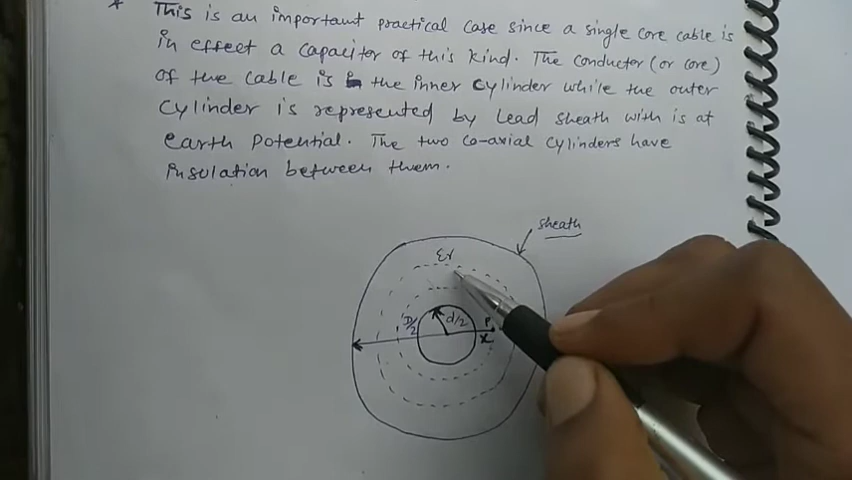 * This is an important practical case since a single core cable is
in effect a capacitor of this kind. The conductor (or core)
of the cable is the inner cylinder while the outer
cylinder is represented by Lead sheath with is at
earth potential. The two co-axial cylinders have
insulation between them.
sheath
Er
D/2
d/2
P
x